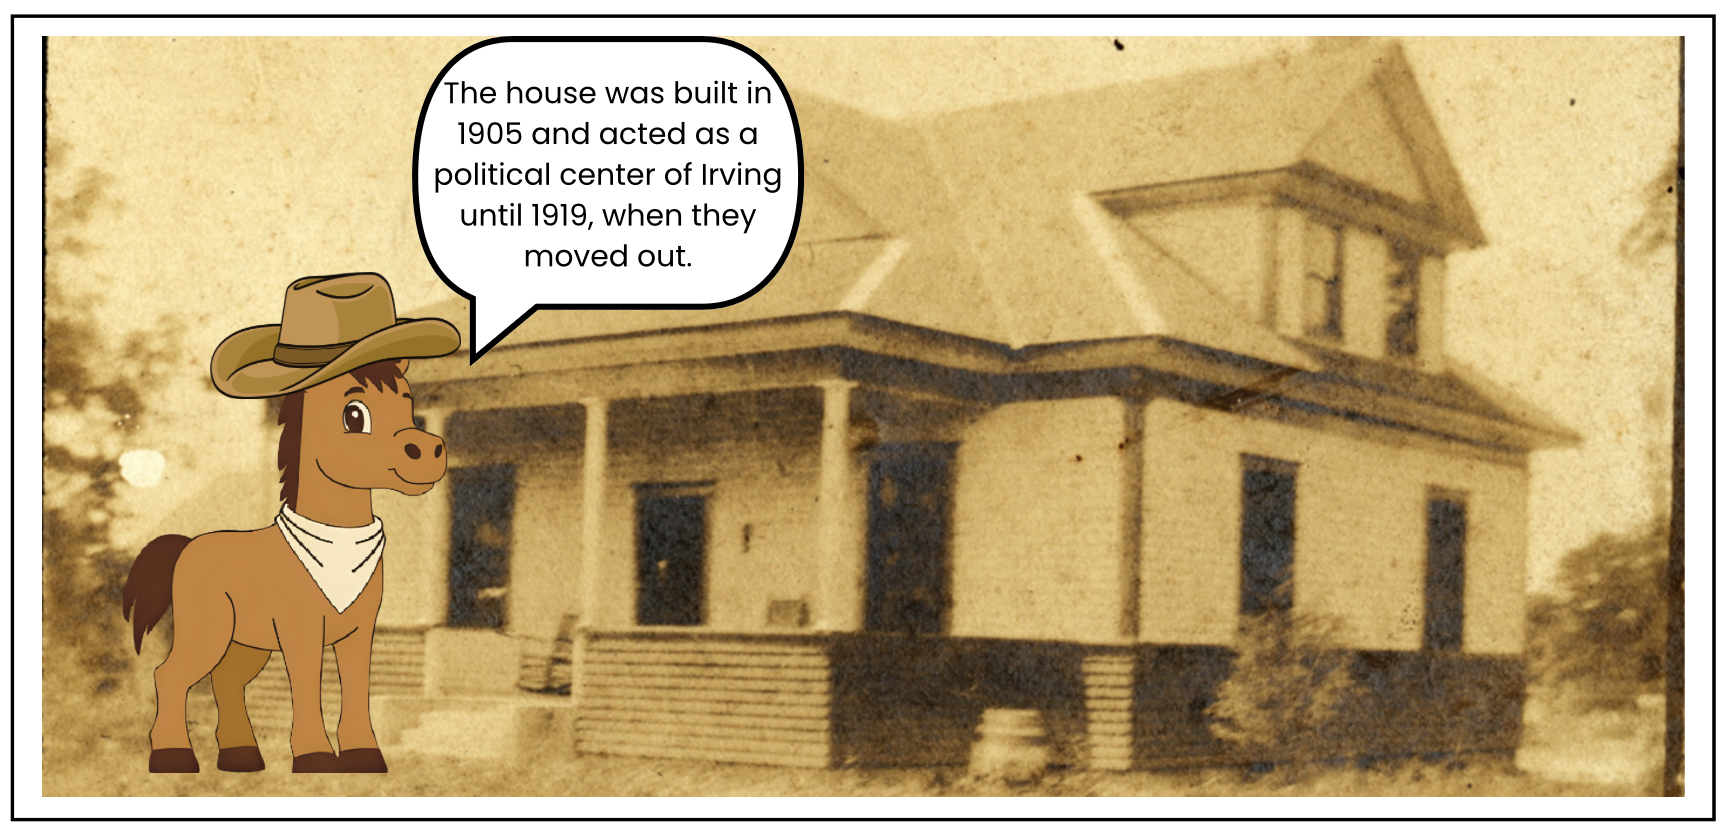 The house was built in
1905 and acted as a
political center of Irving
until 1919, when they
moved out.